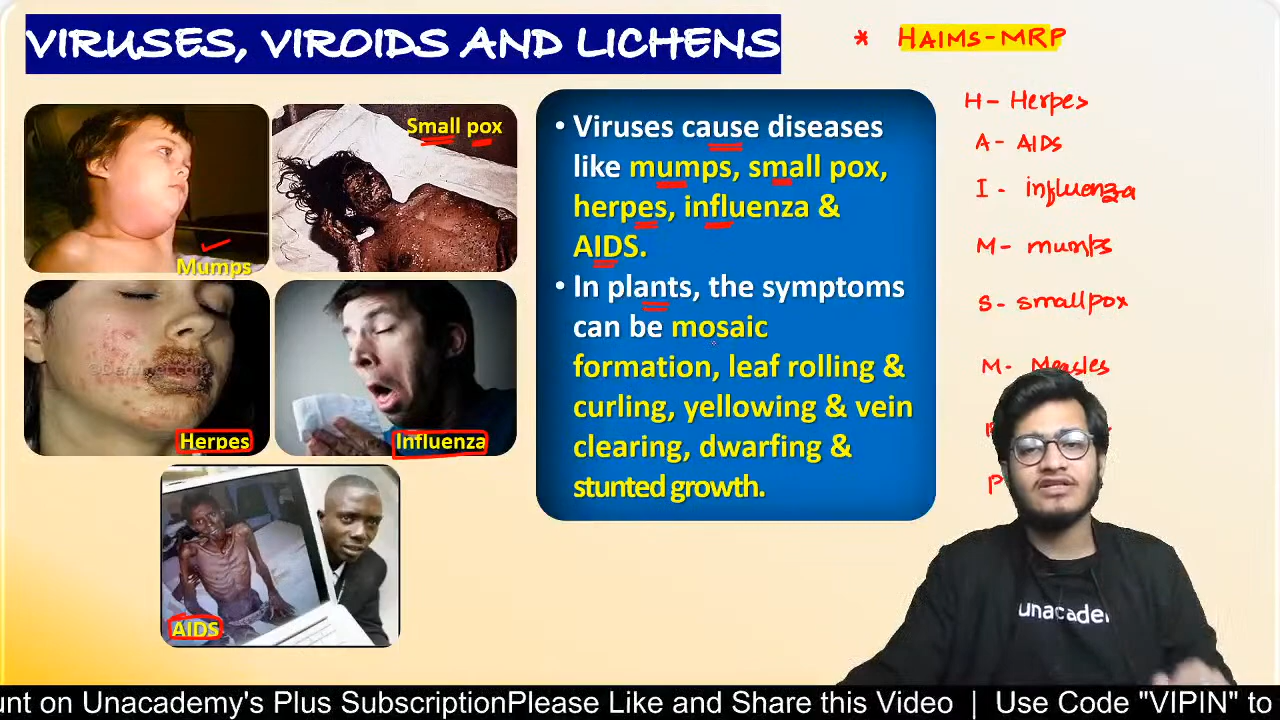 VIRUSES, VIROIDS AND LICHENS
* HAIMS-MRP
Small pox
Mumps
Herpes
Influenza
AIDS
• Viruses cause diseases
like mumps, small pox,
herpes, influenza &
AIDS.
• In plants, the symptoms
can be mosaic
formation, leaf rolling &
curling, yellowing & vein
clearing, dwarfing &
stunted growth.
H - Herpes
A - AIDS
I - influenza
M - mumps
S - smallpox
M - Measles
P
unacade
unt on Unacademy's Plus SubscriptionPlease Like and Share this Video | Use Code "VIPIN" to